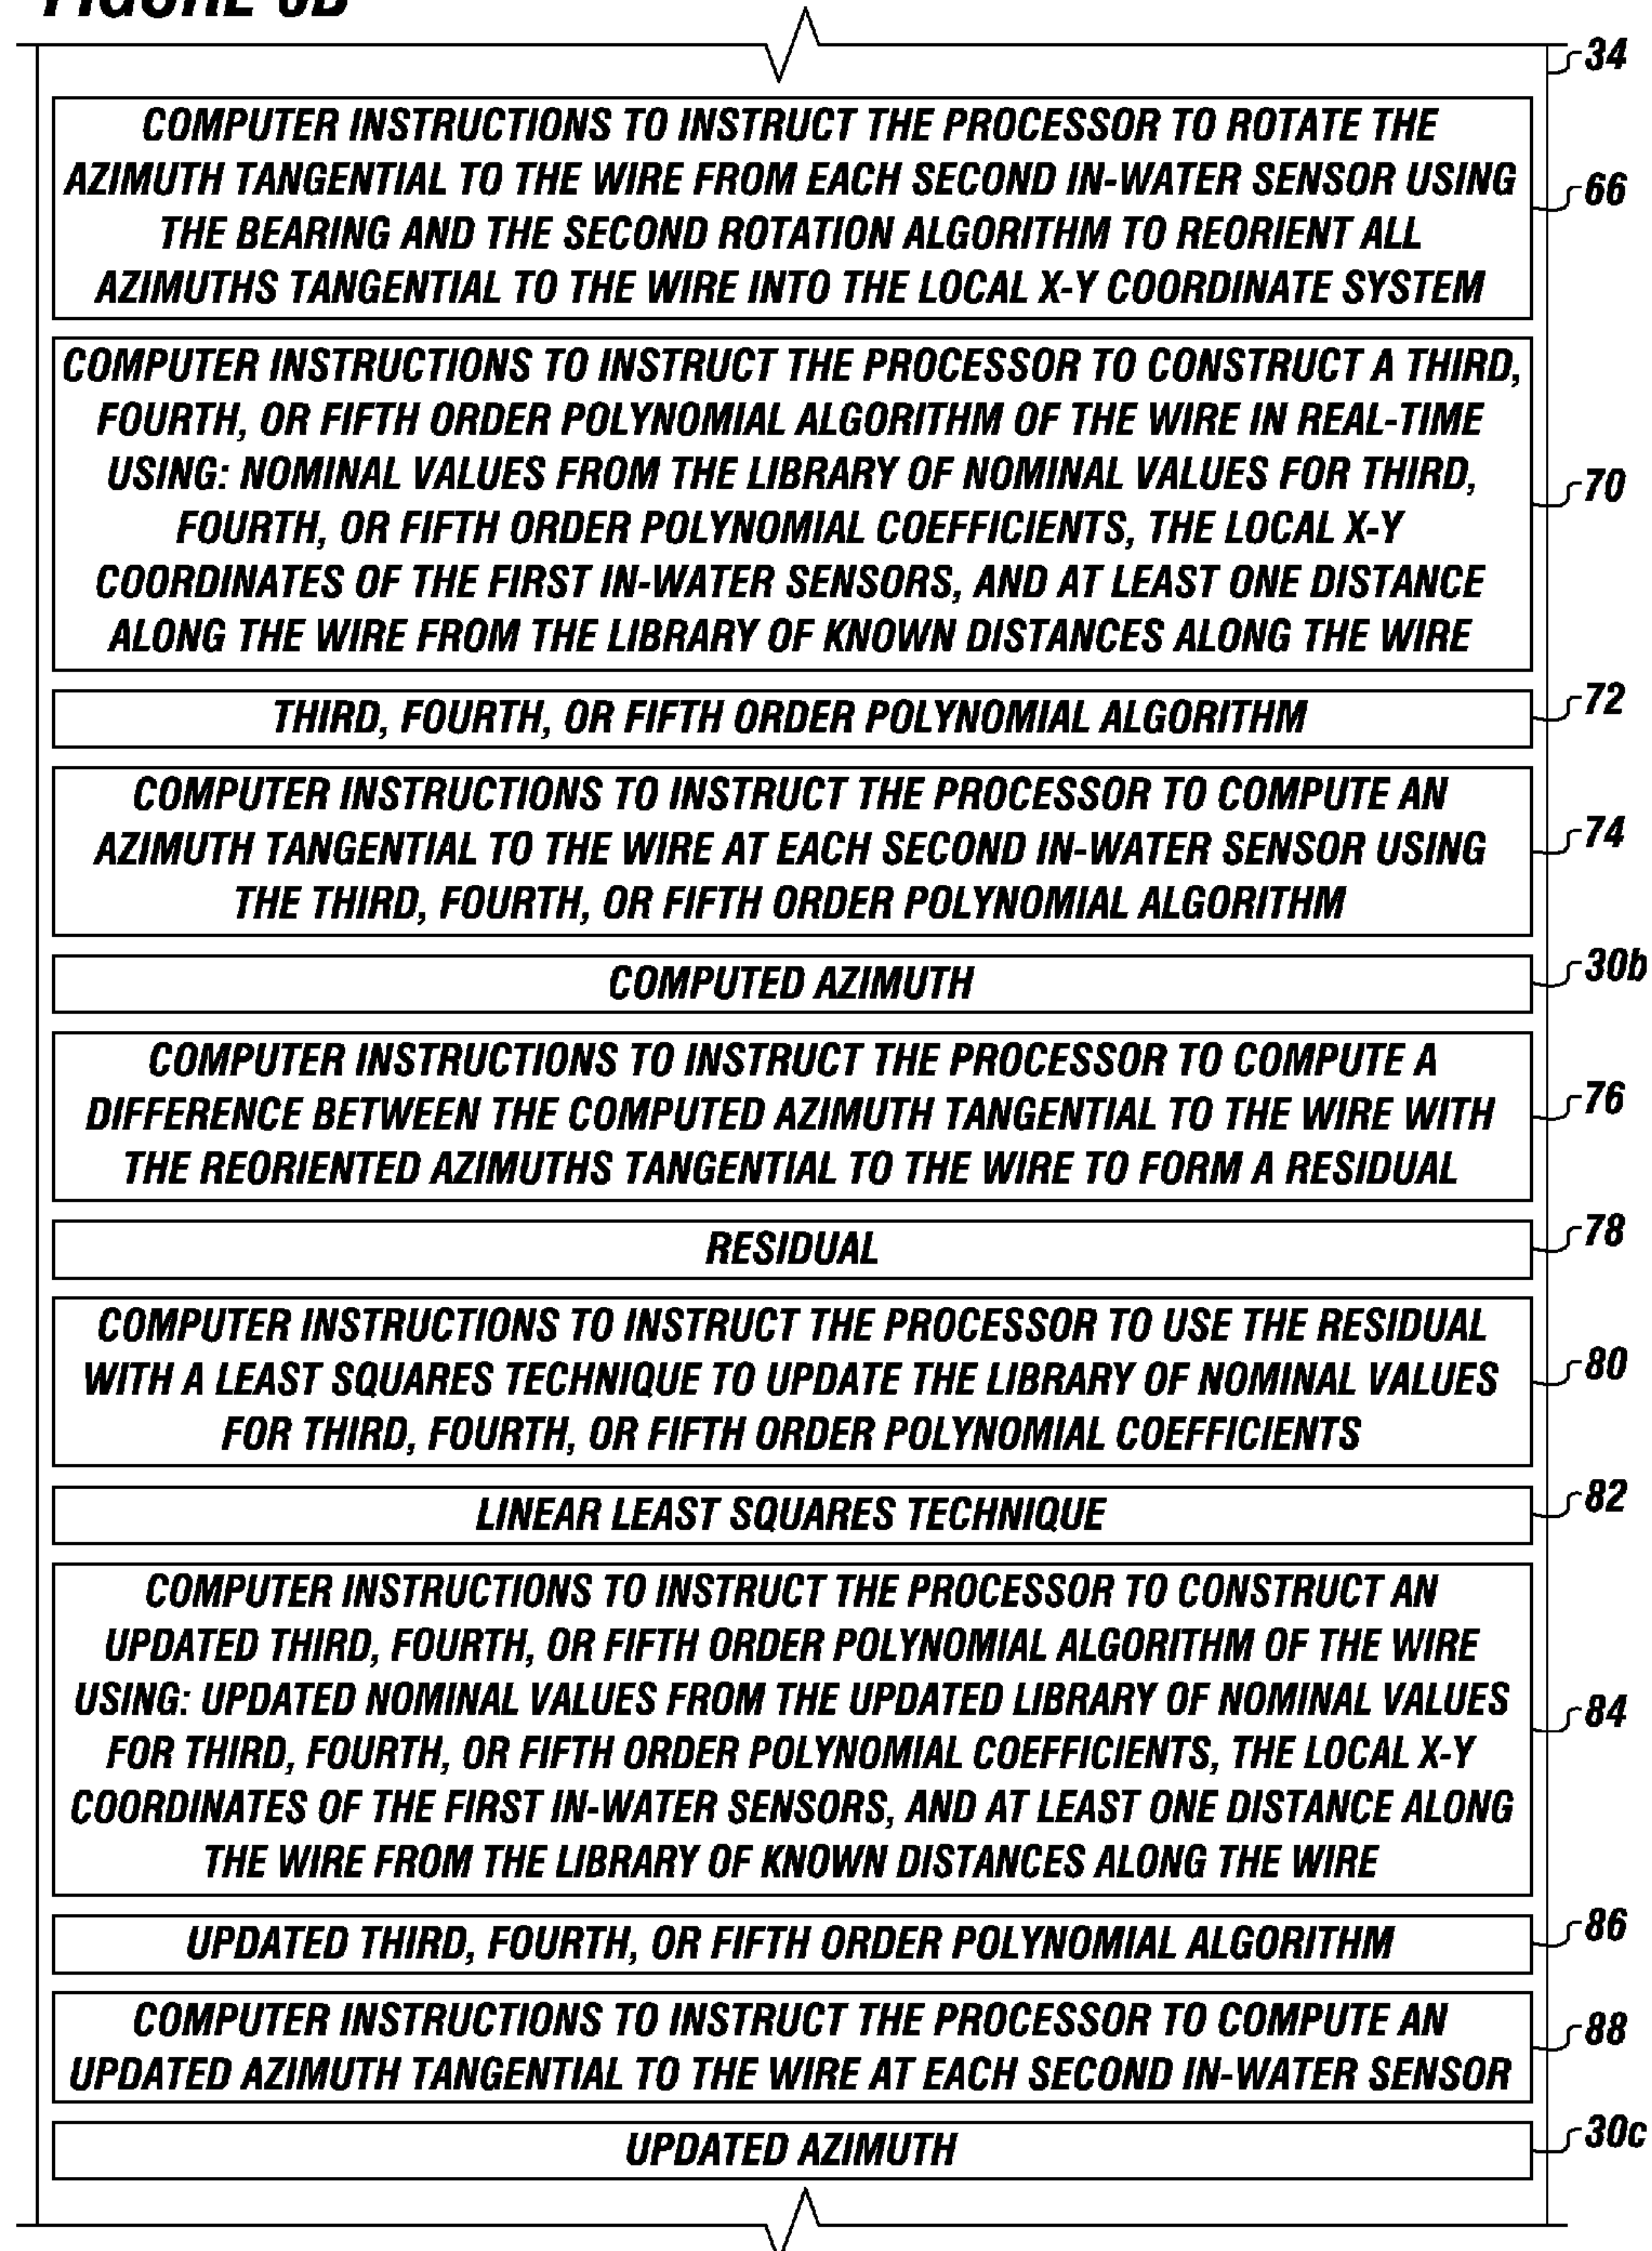 FIGURE
34
COMPUTER INSTRUCTIONS TO INSTRUCT THE PROCESSOR TO ROTATE THE
AZIMUTH TANGENTIAL TO THE WIRE FROM EACH SECOND IN-WATER SENSOR USING
THE BEARING AND THE SECOND ROTATION ALGORITHM TO REORIENT ALL
AZIMUTHS TANGENTIAL TO THE WIRE INTO THE LOCAL X-Y COORDINATE SYSTEM
66
COMPUTER INSTRUCTIONS TO INSTRUCT THE PROCESSOR TO CONSTRUCT A THIRD,
FOURTH, OR FIFTH ORDER POLYNOMIAL ALGORITHM OF THE WIRE IN REAL-TIME
USING: NOMINAL VALUES FROM THE LIBRARY OF NOMINAL VALUES FOR THIRD,
FOURTH, OR FIFTH ORDER POLYNOMIAL COEFFICIENTS, THE LOCAL X-Y
COORDINATES OF THE FIRST IN-WATER SENSORS, AND AT LEAST ONE DISTANCE
ALONG THE WIRE FROM THE LIBRARY OF KNOWN DISTANCES ALONG THE WIRE
70
THIRD, FOURTH, OR FIFTH ORDER POLYNOMIAL ALGORITHM
72
COMPUTER INSTRUCTIONS TO INSTRUCT THE PROCESSOR TO COMPUTE AN
AZIMUTH TANGENTIAL TO THE WIRE AT EACH SECOND IN-WATER SENSOR USING
THE THIRD, FOURTH, OR FIFTH ORDER POLYNOMIAL ALGORITHM
74
COMPUTED AZIMUTH
30b
COMPUTER INSTRUCTIONS TO INSTRUCT THE PROCESSOR TO COMPUTE A
DIFFERENCE BETWEEN THE COMPUTED AZIMUTH TANGENTIAL TO THE WIRE WITH
THE REORIENTED AZIMUTHS TANGENTIAL TO THE WIRE TO FORM A RESIDUAL
76
RESIDUAL
78
COMPUTER INSTRUCTIONS TO INSTRUCT THE PROCESSOR TO USE THE RESIDUAL
WITH A LEAST SQUARES TECHNIQUE TO UPDATE THE LIBRARY OF NOMINAL VALUES
FOR THIRD, FOURTH, OR FIFTH ORDER POLYNOMIAL COEFFICIENTS
80
LINEAR LEAST SQUARES TECHNIQUE
82
COMPUTER INSTRUCTIONS TO INSTRUCT THE PROCESSOR TO CONSTRUCT AN
UPDATED THIRD, FOURTH, OR FIFTH ORDER POLYNOMIAL ALGORITHM OF THE WIRE
USING: UPDATED NOMINAL VALUES FROM THE UPDATED LIBRARY OF NOMINAL VALUES
FOR THIRD, FOURTH, OR FIFTH ORDER POLYNOMIAL COEFFICIENTS, THE LOCAL X-Y
COORDINATES OF THE FIRST IN-WATER SENSORS, AND AT LEAST ONE DISTANCE ALONG
THE WIRE FROM THE LIBRARY OF KNOWN DISTANCES ALONG THE WIRE
84
UPDATED THIRD, FOURTH, OR FIFTH ORDER POLYNOMIAL ALGORITHM
86
COMPUTER INSTRUCTIONS TO INSTRUCT THE PROCESSOR TO COMPUTE AN
UPDATED AZIMUTH TANGENTIAL TO THE WIRE AT EACH SECOND IN-WATER SENSOR
88
UPDATED AZIMUTH
30c